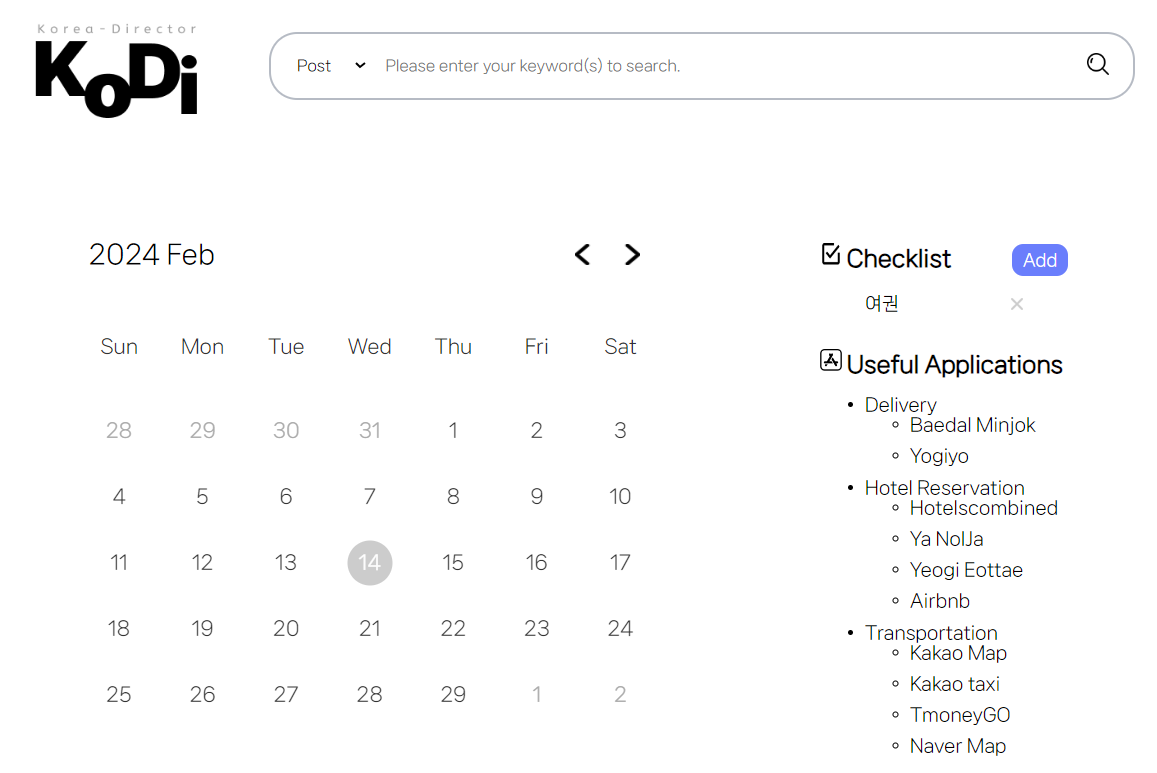 Korea-Director
KoDi
Post Please enter your keyword(s) to search.
2024 Feb
Sun Mon Tue Wed Thu Fri Sat
28 29 30 31 1 2 3
4 5 6 7 8 9 10
11 12 13 14 15 16 17
18 19 20 21 22 23 24
25 26 27 28 29 1 2
Checklist Add
여권
Useful Applications
Delivery
Baedal Minjok
Yogiyo
Hotel Reservation
Hotelscombined
Ya NolJa
Yeogi Eottae
Airbnb
Transportation
Kakao Map
Kakao taxi
TmoneyGO
Naver Map